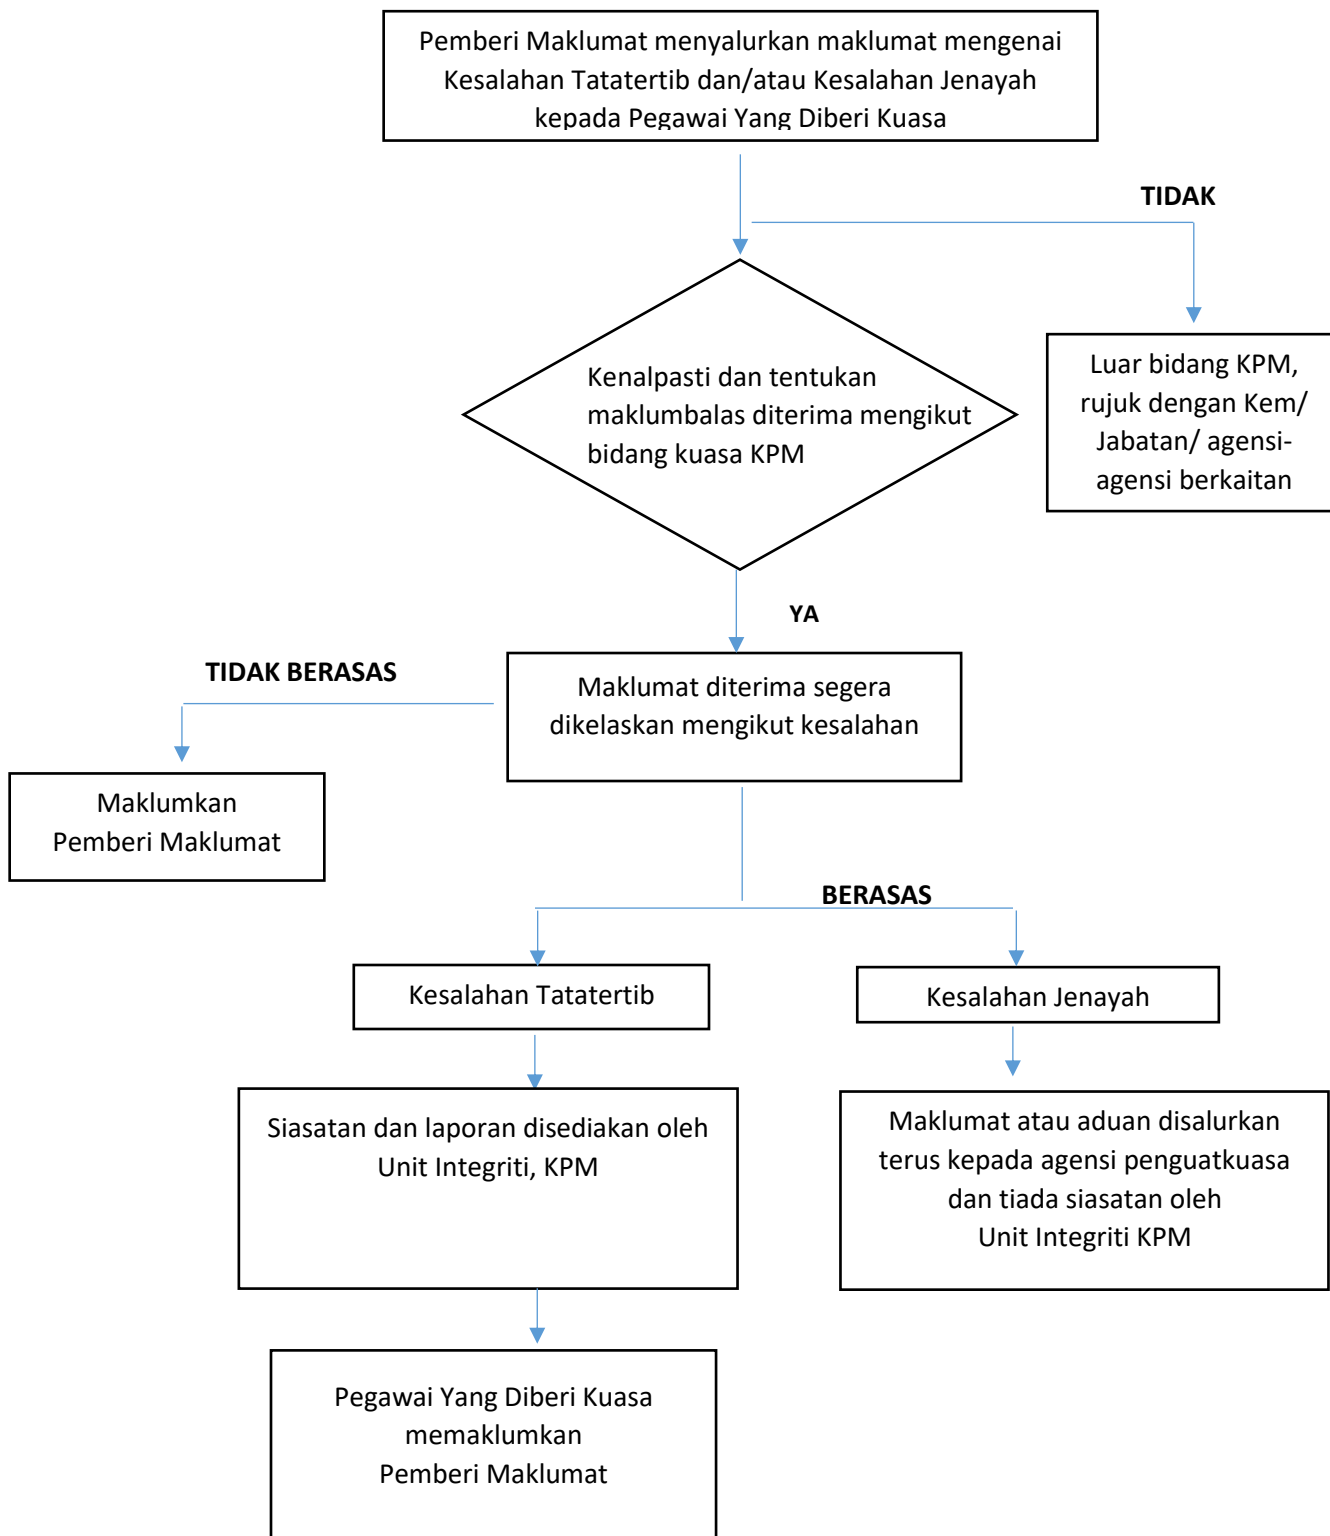 Pemberi Maklumat menyalurkan maklumat mengenai
Kesalahan Tatatertib dan/atau Kesalahan Jenayah
kepada Pegawai Yang Diberi Kuasa
TIDAK
Kenalpasti dan tentukan
maklumbalas diterima mengikut
bidang kuasa KPM
Luar bidang KPM,
rujuk dengan Kem/
Jabatan/ agensi-
agensi berkaitan
YA
TIDAK BERASAS
Maklumat diterima segera
dikelaskan mengikut kesalahan
Maklumkan
Pemberi Maklumat
BERASAS
Kesalahan Tatatertib
Kesalahan Jenayah
Siasatan dan laporan disediakan oleh
Unit Integriti, KPM
Maklumat atau aduan disalurkan
terus kepada agensi penguatkuasa
dan tiada siasatan oleh
Unit Integriti KPM
Pegawai Yang Diberi Kuasa
memaklumkan
Pemberi Maklumat